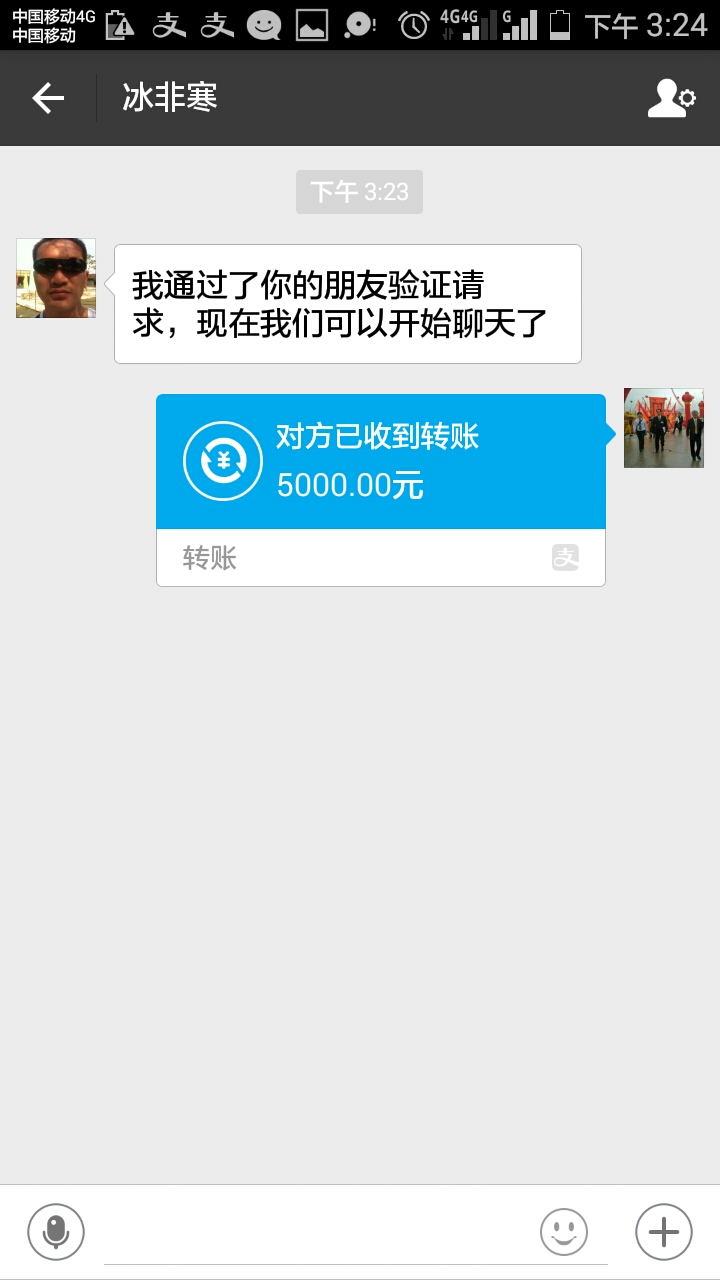 中国移动4G
中国移动
4G4G
G
下午 3:24
冰非寒
下午 3:23
我通过了你的朋友验证请
求，现在我们可以开始聊天了
对方已收到转账
5000.00元
转账
支